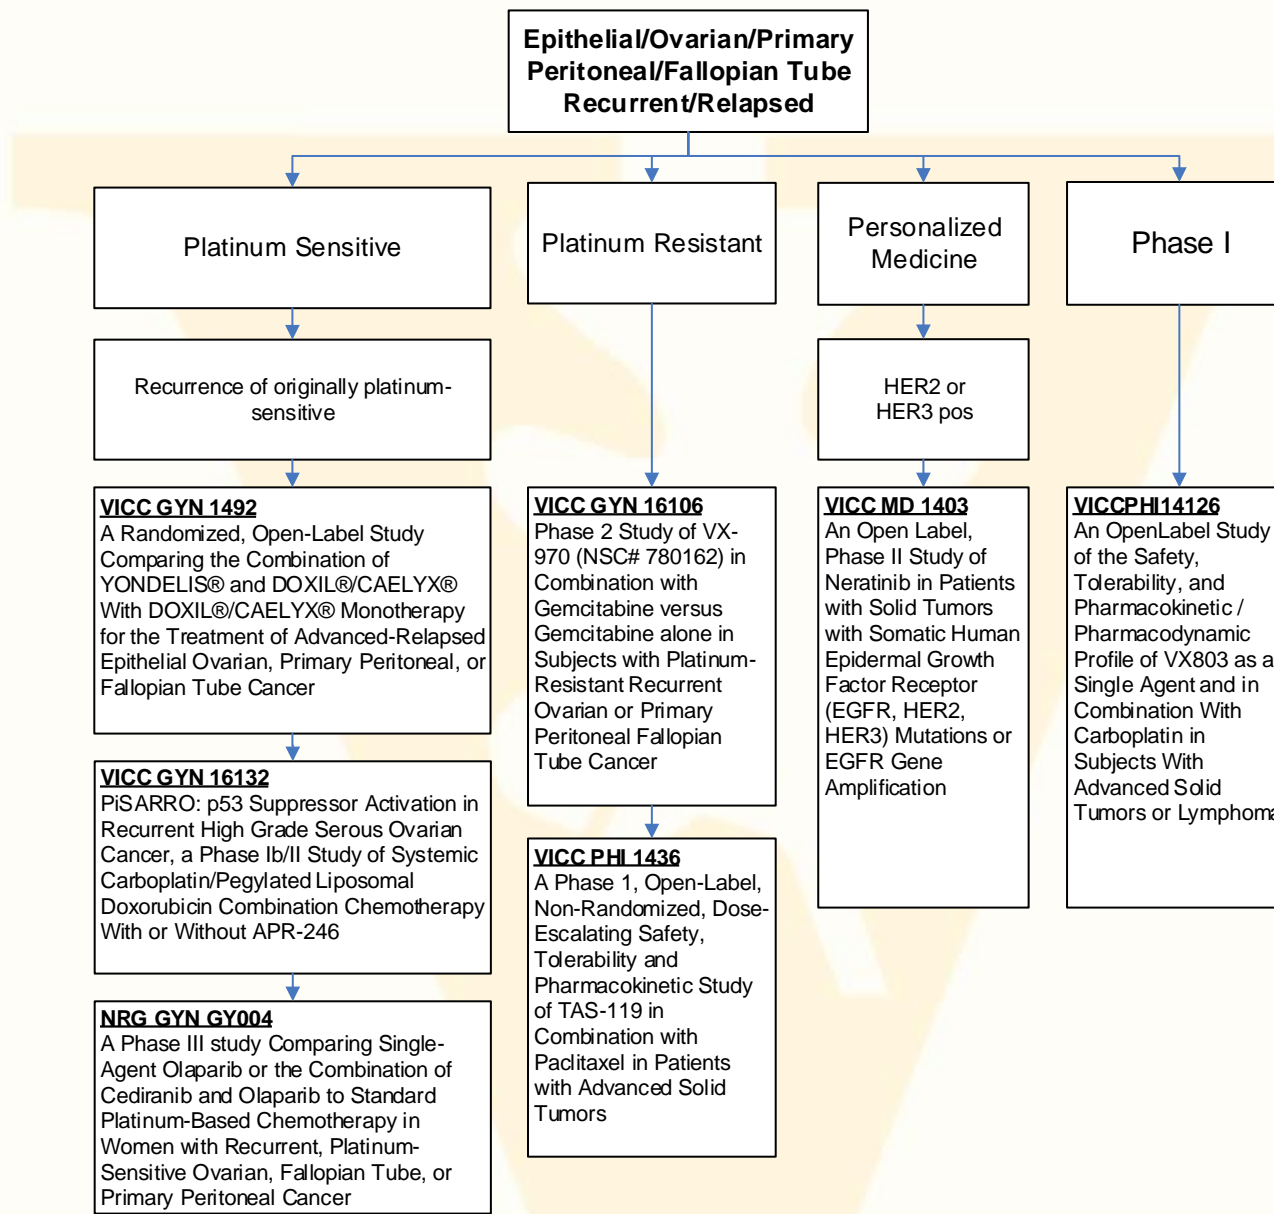 Epithelial/Ovarian/Primary
Peritoneal/Fallopian Tube
Recurrent/Relapsed
Platinum Sensitive
Platinum Resistant
Personalized
Medicine
Phase I
Recurrence of originally platinum-
sensitive
HER2 or
HER3 pos
VICC GYN 1492
A Randomized, Open-Label Study
Comparing the Combination of
YONDELIS® and DOXIL®/CAELYX®
With DOXIL®/CAELYX® Monotherapy
for the Treatment of Advanced-Relapsed
Epithelial Ovarian, Primary Peritoneal, or
Fallopian Tube Cancer
VICC GYN 16132
PiSARRO: p53 Suppressor Activation in
Recurrent High Grade Serous Ovarian
Cancer, a Phase Ib/II Study of Systemic
Carboplatin/Pegylated Liposomal
Doxorubicin Combination Chemotherapy
With or Without APR-246
NRG GYN GY004
A Phase III study Comparing Single-
Agent Olaparib or the Combination of
Cediranib and Olaparib to Standard
Platinum-Based Chemotherapy in
Women with Recurrent, Platinum-
Sensitive Ovarian, Fallopian Tube, or
Primary Peritoneal Cancer
VICC GYN 16106
Phase 2 Study of VX-
970 (NSC# 780162) in
Combination with
Gemcitabine versus
Gemcitabine alone in
Subjects with Platinum-
Resistant Recurrent
Ovarian or Primary
Peritoneal Fallopian
Tube Cancer
VICC PHI 1436
A Phase 1, Open-Label,
Non-Randomized, Dose-
Escalating Safety,
Tolerability and
Pharmacokinetic Study
of TAS-119 in
Combination with
Paclitaxel in Patients
with Advanced Solid
Tumors
VICC MD 1403
An Open Label,
Phase II Study of
Neratinib in Patients
with Solid Tumors
with Somatic Human
Epidermal Growth
Factor Receptor
(EGFR, HER2,
HER3) Mutations or
EGFR Gene
Amplification
VICCPHI14126
An OpenLabel Study
of the Safety,
Tolerability, and
Pharmacokinetic /
Pharmacodynamic
Profile of VX803 as a
Single Agent and in
Combination With
Carboplatin in
Subjects With
Advanced Solid
Tumors or Lymphoma